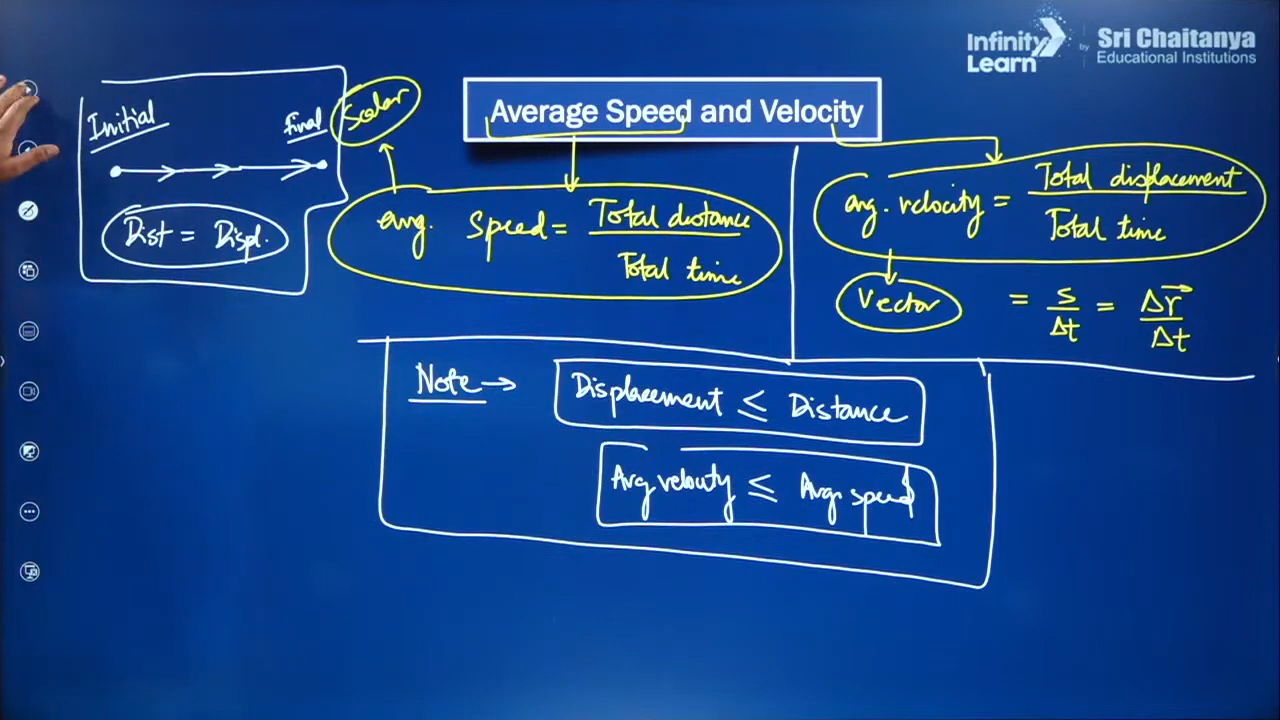 Infinity
Learn
by
Sri Chaitanya
Educational Institutions
Average Speed and Velocity
Initial
final
Dist = Displ.
Scalar
avg. Speed = Total distance
Total time
avg. velocity = Total displacement
Total time
Vector
= s/Δt = Δr⃗/Δt
Note →
Displacement ≤ Distance
Avg velocity ≤ Avg. speed